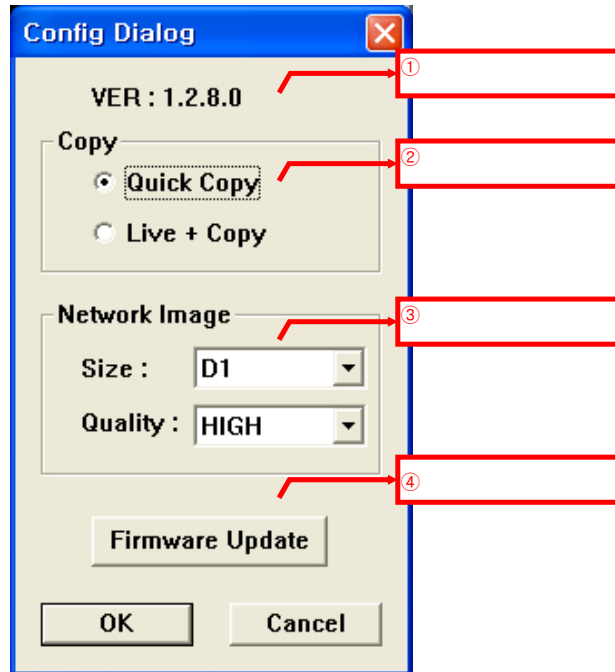 Config Dialog
①
VER : 1.2.8.0
Copy
②
Quick Copy
Live + Copy
Network Image
③
Size : D1
Quality : HIGH
④
Firmware Update
OK Cancel